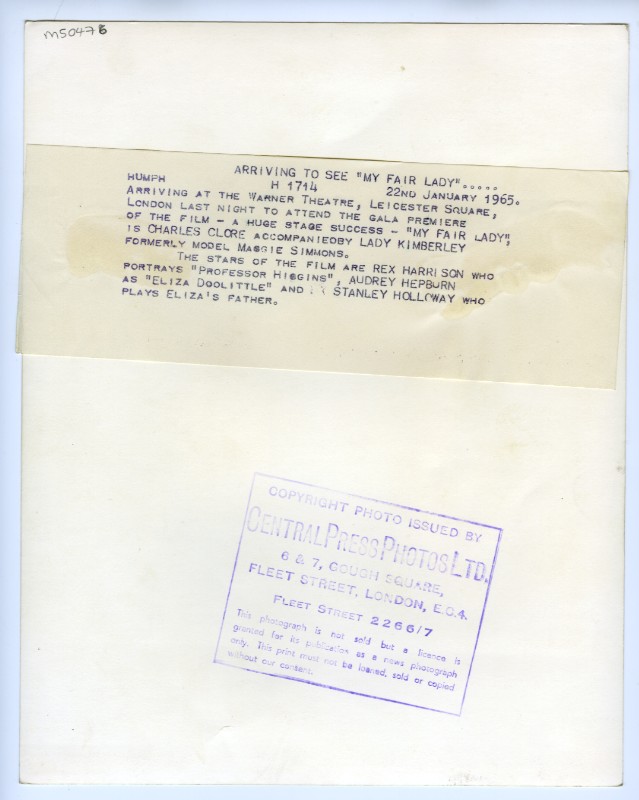 m50476
ARRIVING TO SEE "MY FAIR LADY".....
HUMPH H 1714 22ND JANUARY 1965.
ARRIVING AT THE WARNER THEATRE, LEICESTER SQUARE,
LONDON LAST NIGHT TO ATTEND THE GALA PREMIERE
OF THE FILM - A HUGE STAGE SUCCESS - "MY FAIR LADY",
IS CHARLES CLORE ACCOMPANIEDBY LADY KIMBERLEY
FORMERLY MODEL MAGGIE SIMMONS.
THE STARS OF THE FILM ARE REX HARRISON WHO
PORTRAYS "PROFESSOR HIGGINS", AUDREY HEPBURN
AS "ELIZA DOOLITTLE" AND STANLEY HOLLOWAY WHO
PLAYS ELIZA'S FATHER.
COPYRIGHT PHOTO ISSUED BY
CENTRAL PRESS PHOTOS LTD.
6 & 7, GOUGH SQUARE,
FLEET STREET, LONDON, E.C.4.
FLEET STREET 2266/7
This photograph is not sold but a licence is
granted for its publication as a news photograph
only. This print must not be loaned, sold or copied
without our consent.